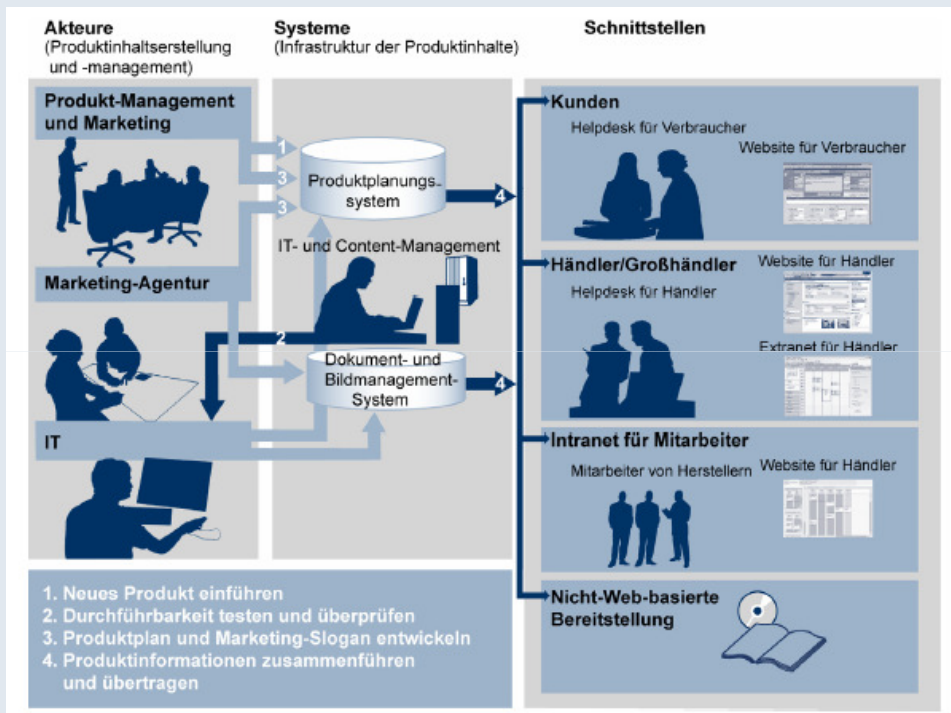 Akteure
(Produktinhaltserstellung
und -management)
Systeme
(Infrastruktur der Produktinhalte)
Schnittstellen
Produkt-Management
und Marketing
Marketing-Agentur
IT
1
3
3
Produktplanungs-
system
4
IT- und Content-Management
2
Dokument- und
Bildmanagement-
System
4
Kunden
Helpdesk für Verbraucher
Website für Verbraucher
Händler/Großhändler
Website für Händler
Helpdesk für Händler
Extranet für Händler
Intranet für Mitarbeiter
Mitarbeiter von Herstellern
Website für Händler
Nicht-Web-basierte
Bereitstellung
1. Neues Produkt einführen
2. Durchführbarkeit testen und überprüfen
3. Produktplan und Marketing-Slogan entwickeln
4. Produktinformationen zusammenführen
und übertragen